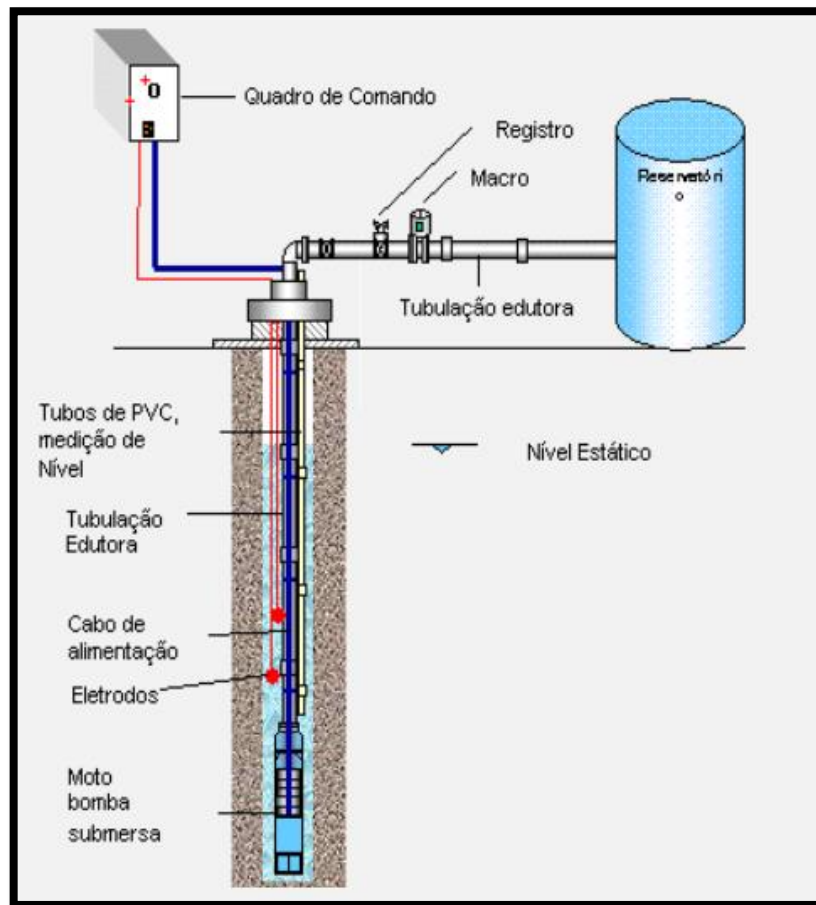 Quadro de Comando
Registro
Macro
Reservatóri
Tubulação edutora
Tubos de PVC,
medição de
Nível
Nível Estático
Tubulação
Edutora
Cabo de
alimentação
Eletrodos
Moto
bomba
submersa